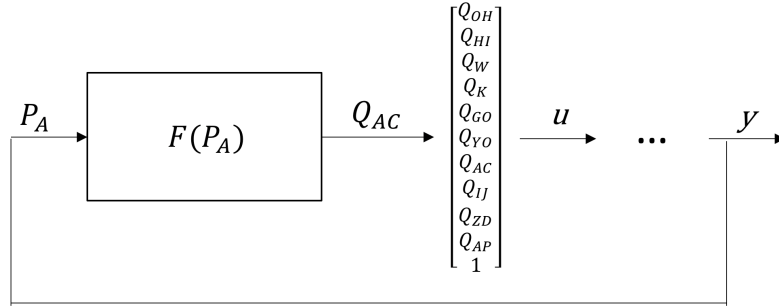 P_A
F(P_A)
Q_AC
Q_OH
Q_HI
Q_W
Q_K
Q_GO
Q_YO
Q_AC
Q_IJ
Q_ZD
Q_AP
1
u
...
y